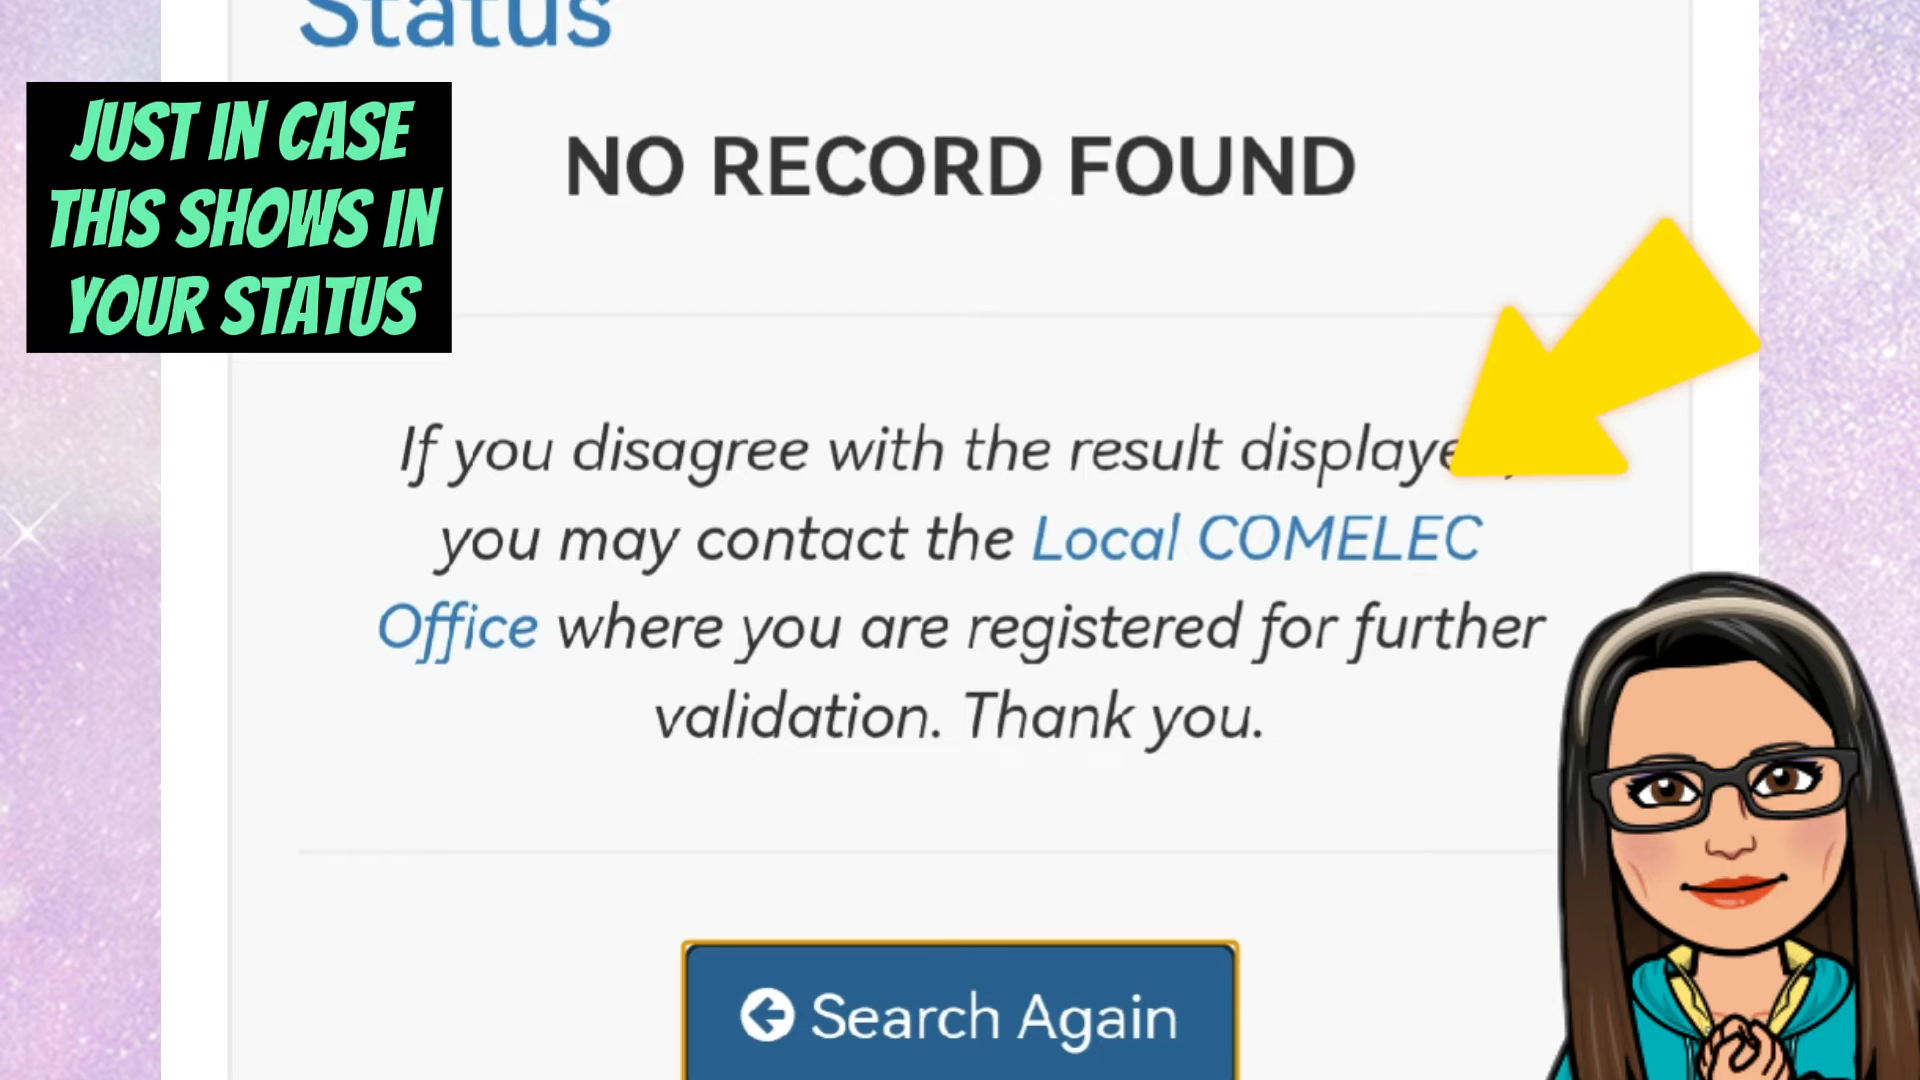 Status
JUST IN CASE
THIS SHOWS IN
YOUR STATUS
NO RECORD FOUND
If you disagree with the result
you may contact the Local COMELEC
Office where you are registered for further
validation. Thank you.
Search Again